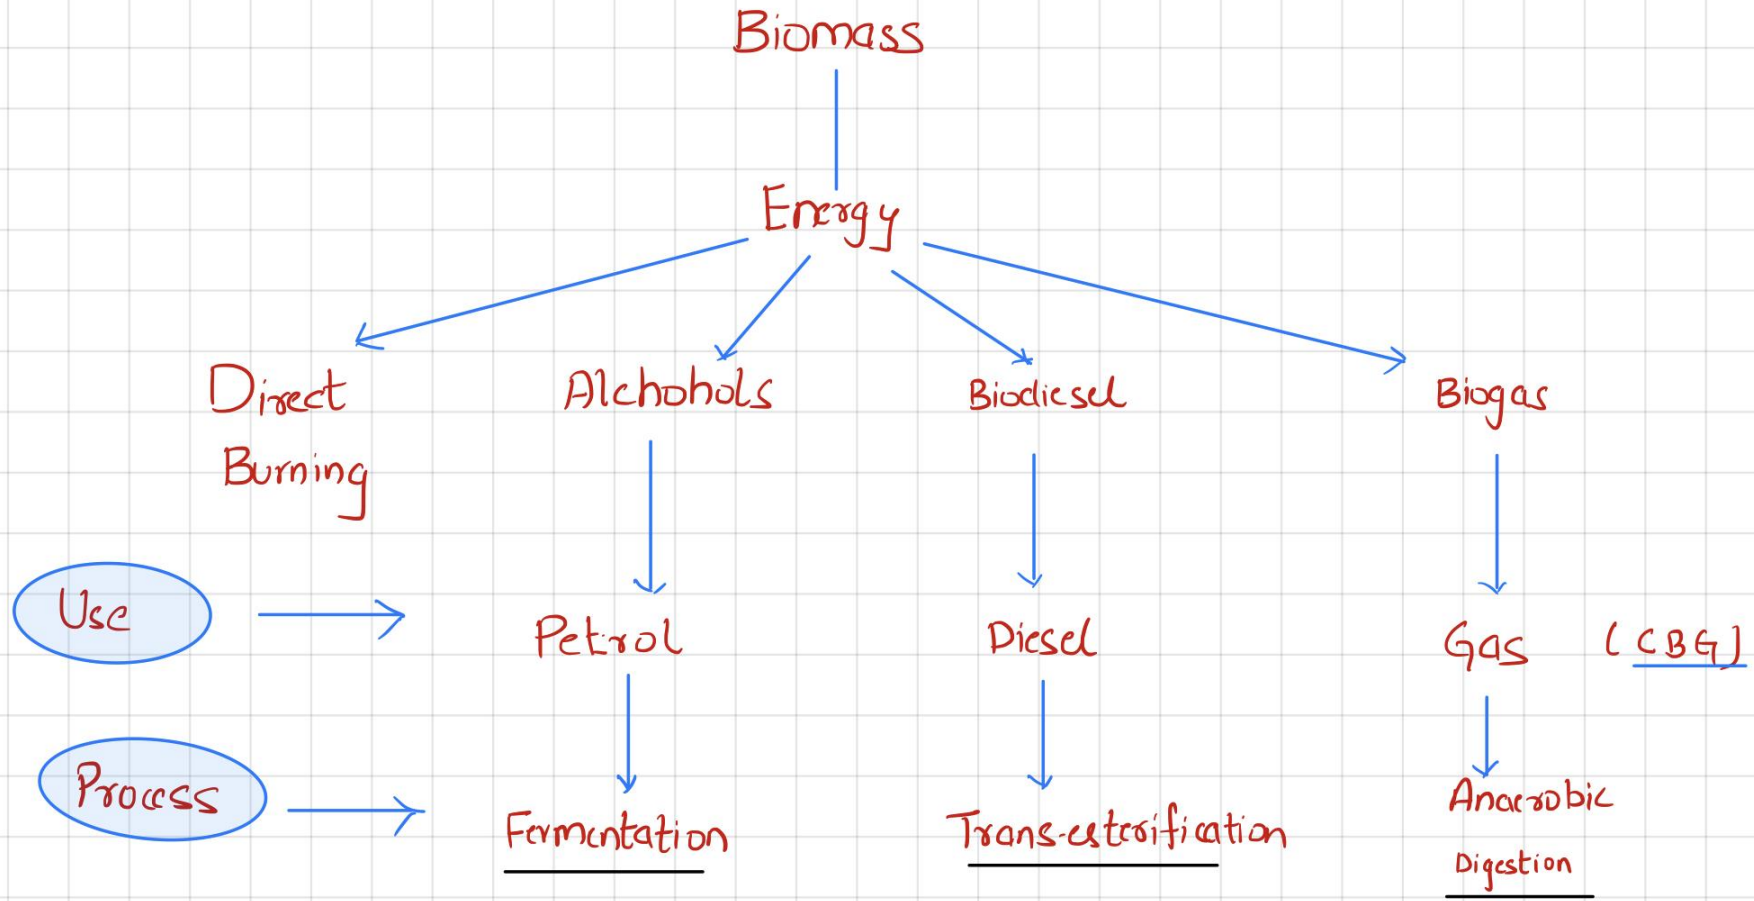 Biomass
Energy
Direct
Burning
Alchohols
Biodiesel
Biogas
Use
Petrol
Diesel
Gas (CBG)
Process
Fermentation
Trans-esterification
Anaerobic
Digestion